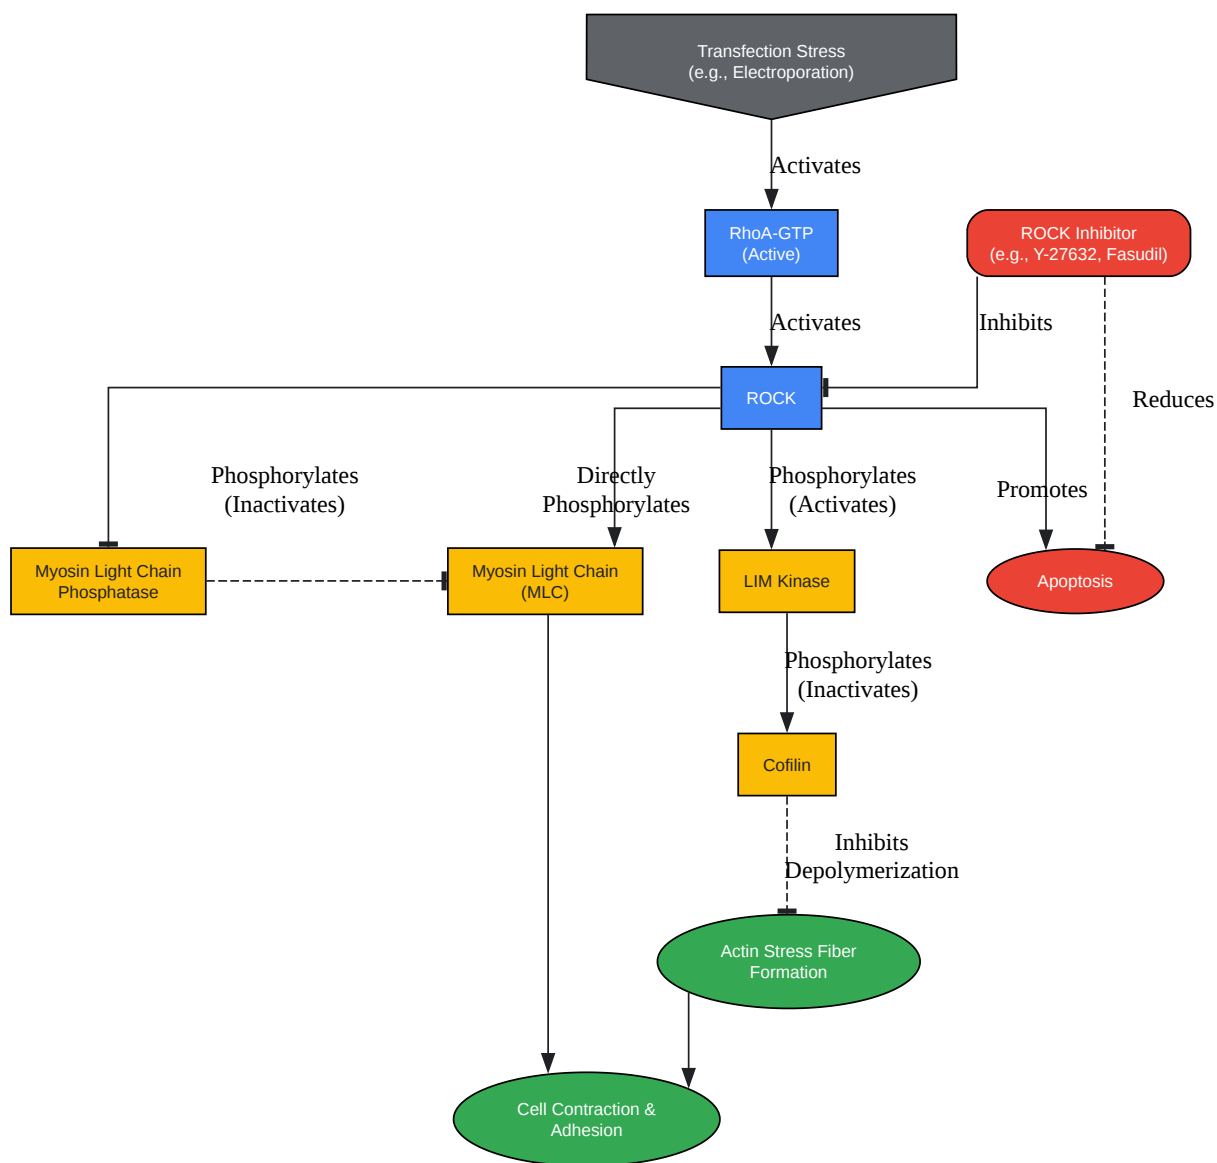 Transfection Stress
(e.g., Electroporation)
Activates
RhoA-GTP
(Active)
ROCK Inhibitor
(e.g., Y-27632, Fasudil)
Activates
Inhibits
ROCK
Reduces
Phosphorylates
(Inactivates)
Directly
Phosphorylates
Phosphorylates
(Activates)
Promotes
Myosin Light Chain
Phosphatase
Myosin Light Chain
(MLC)
LIM Kinase
Apoptosis
Phosphorylates
(Inactivates)
Cofilin
Inhibits
Depolymerization
Actin Stress Fiber
Formation
Cell Contraction &
Adhesion